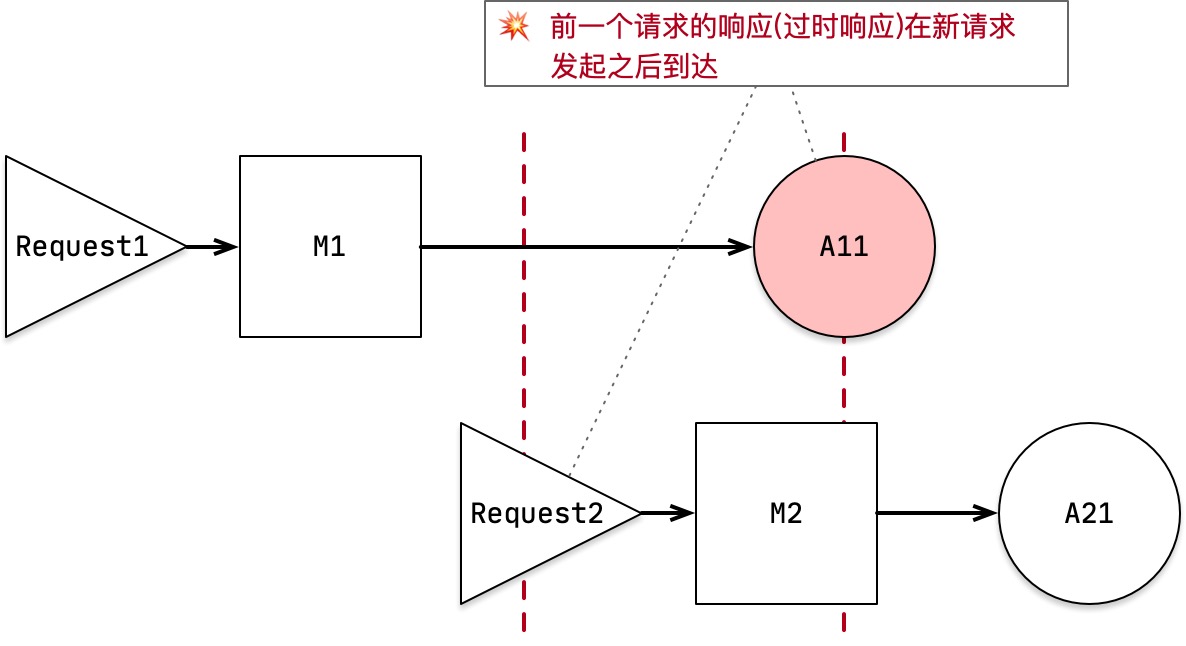 💥 前一个请求的响应(过时响应)在新请求
发起之后到达
Request1
M1
A11
Request2
M2
A21